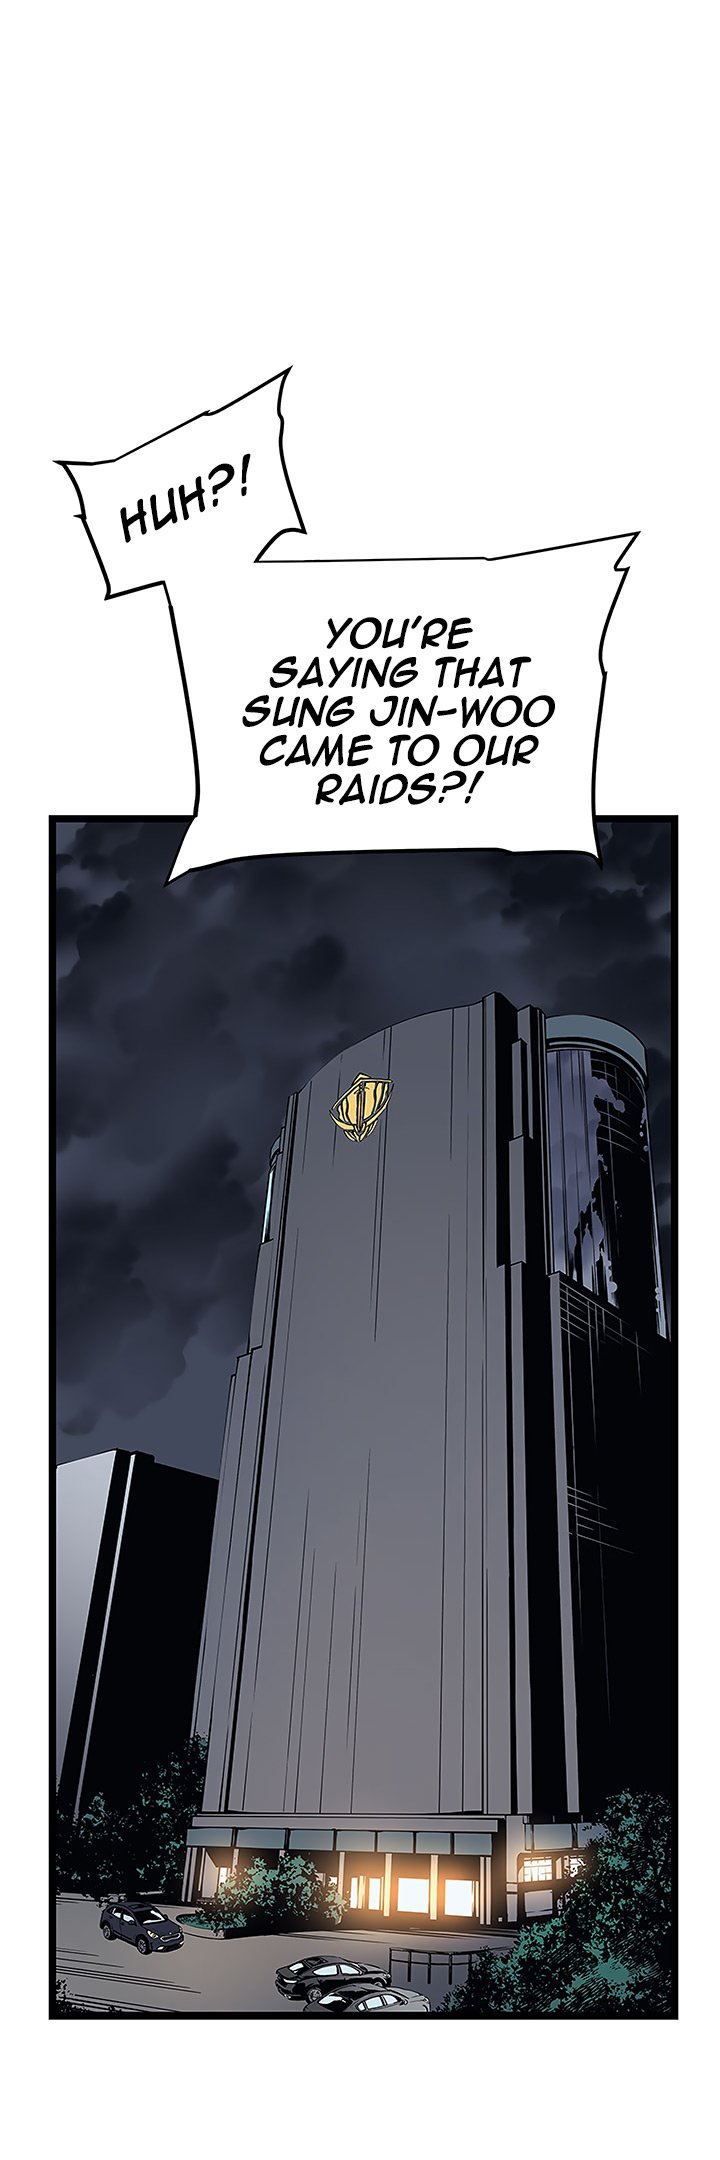 HUH?!
YOU'RE
SAYING THAT
SUNG JIN-WOO
CAME TO OUR
RAIDS?!